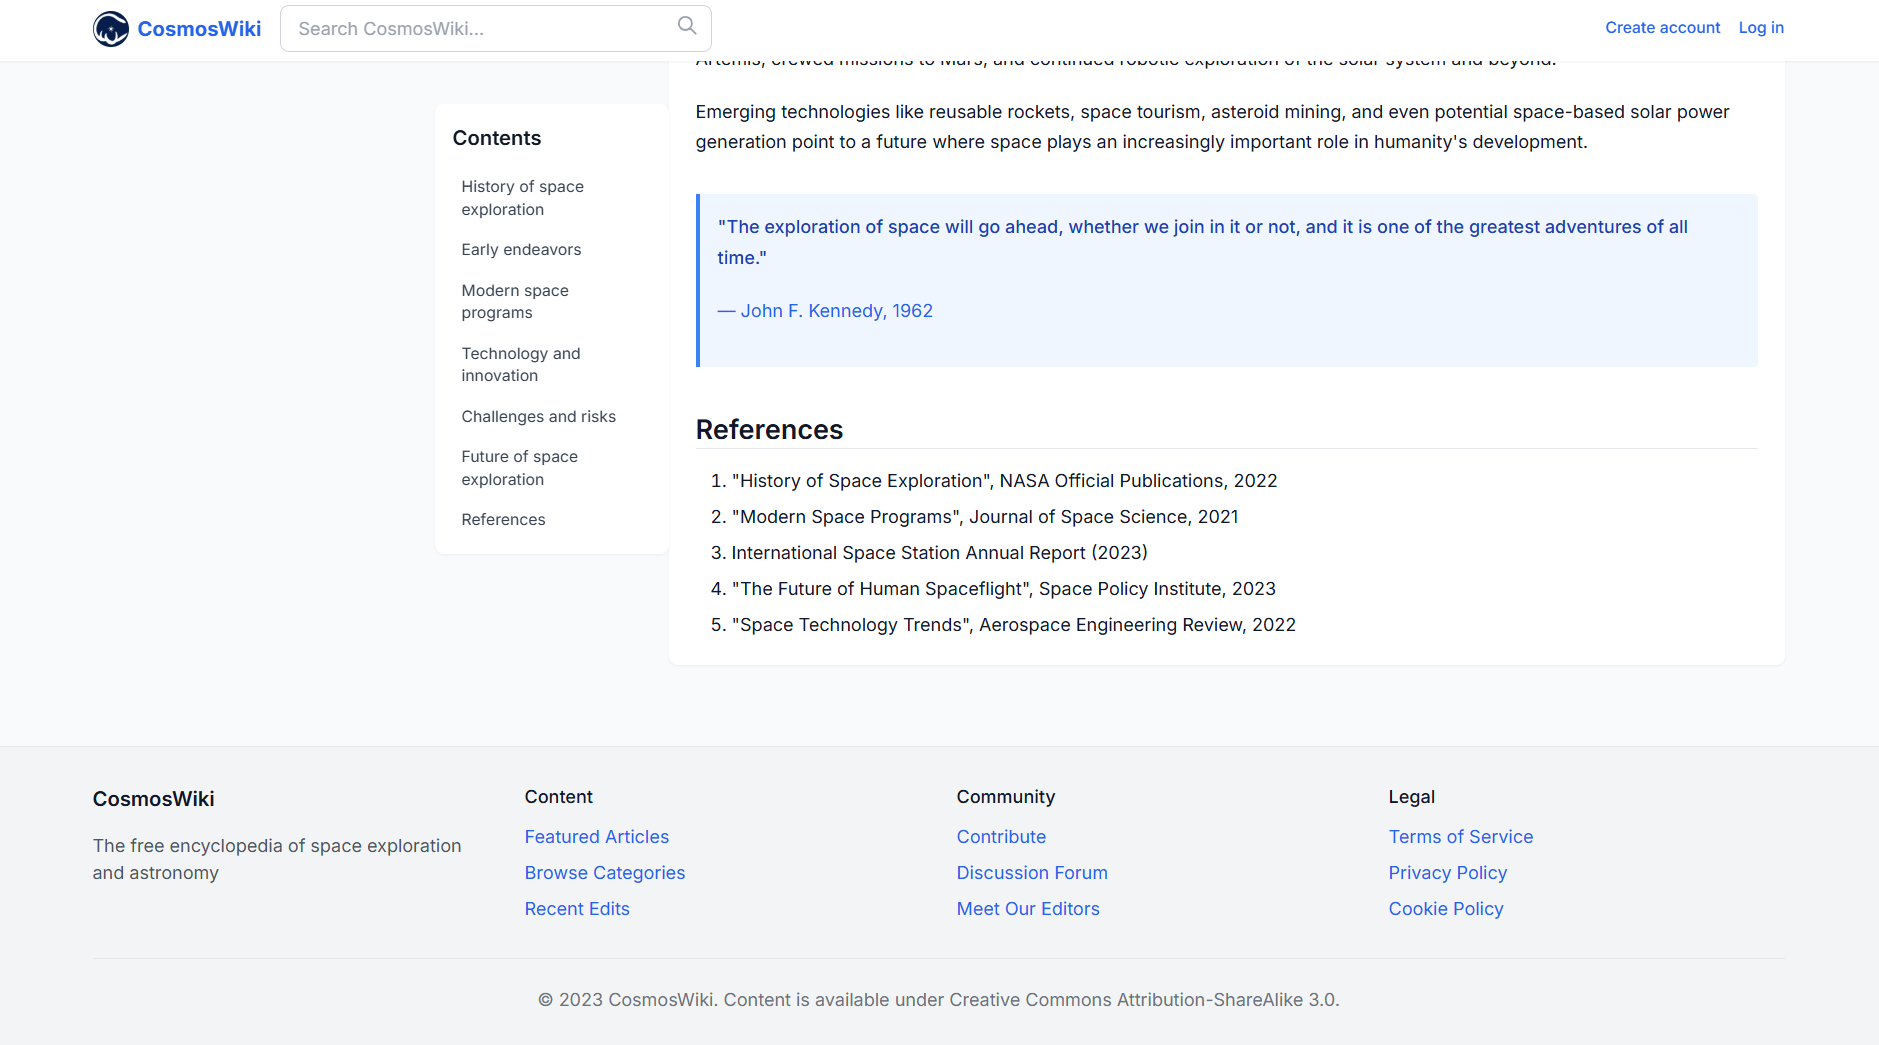 CosmosWiki
Search CosmosWiki...
Create account
Log in
Artemis, crewed missions to Mars, and continued robotic exploration of the solar system and beyond.
Emerging technologies like reusable rockets, space tourism, asteroid mining, and even potential space-based solar power
generation point to a future where space plays an increasingly important role in humanity's development.
Contents
History of space
exploration
Early endeavors
Modern space
programs
Technology and
innovation
Challenges and risks
Future of space
exploration
References
"The exploration of space will go ahead, whether we join in it or not, and it is one of the greatest adventures of all
time."
— John F. Kennedy, 1962
References
1. "History of Space Exploration", NASA Official Publications, 2022
2. "Modern Space Programs", Journal of Space Science, 2021
3. International Space Station Annual Report (2023)
4. "The Future of Human Spaceflight", Space Policy Institute, 2023
5. "Space Technology Trends", Aerospace Engineering Review, 2022
CosmosWiki
The free encyclopedia of space exploration
and astronomy
Content
Featured Articles
Browse Categories
Recent Edits
Community
Contribute
Discussion Forum
Meet Our Editors
Legal
Terms of Service
Privacy Policy
Cookie Policy
© 2023 CosmosWiki. Content is available under Creative Commons Attribution-ShareAlike 3.0.